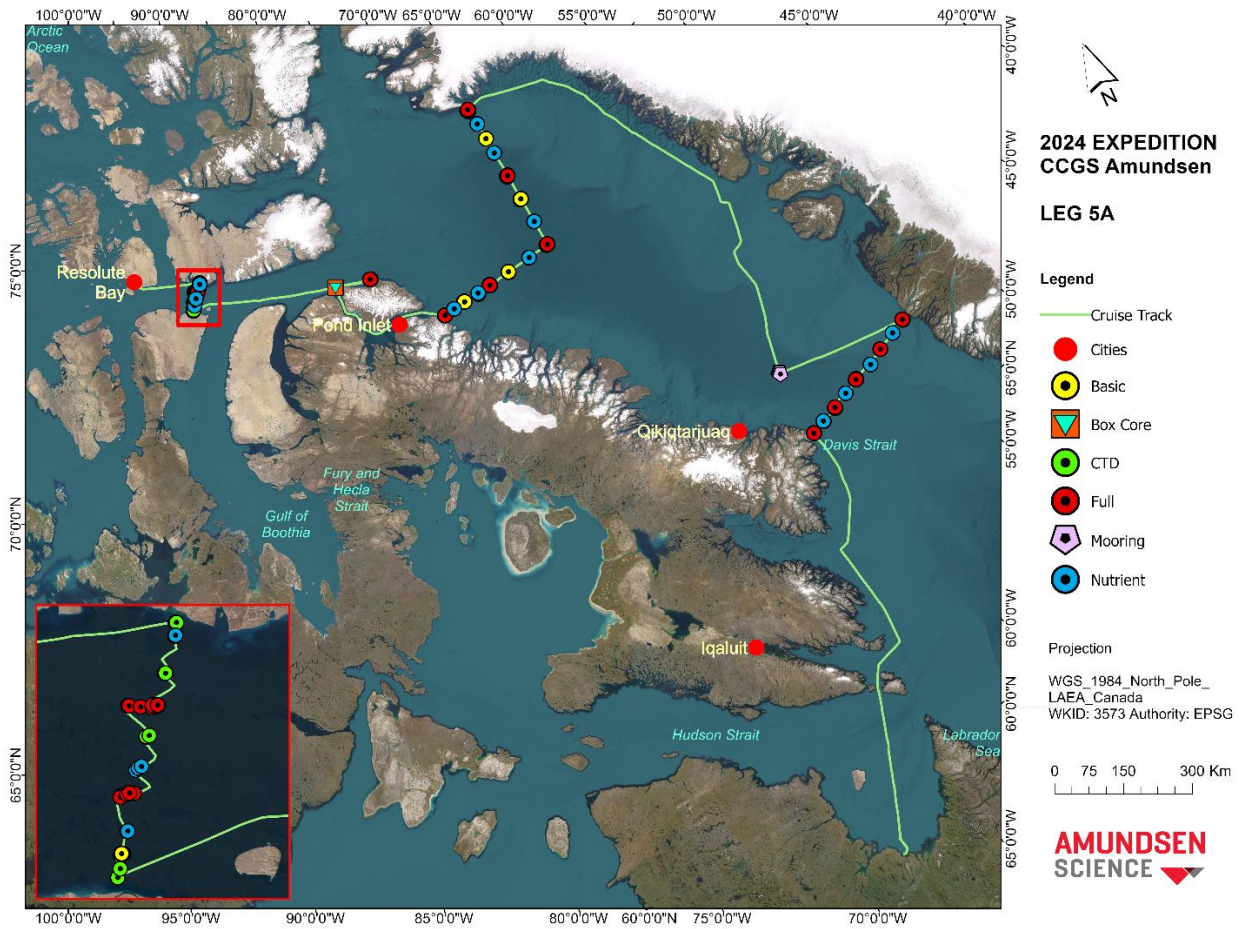 100°0'0"W 90°0'0"W 80°0'0"W 70°0'0"W 65°0'0"W 60°0'0"W 55°0'0"W 50°0'0"W 45°0'0"W 40°0'0"W
Arctic
Ocean
40°0'0"W
45°0'0"W
50°0'0"W
65°0'0"N
55°0'0"W
60°0'0"W
60°0'0"N
65°0'0"W
75°0'0"N
70°0'0"N
65°0'0"N
Resolute
Bay
Pond Inlet
Qikiqtarjuaq
Davis Strait
Fury and
Hecla
Strait
Gulf of
Boothia
Iqaluit
Hudson Strait
Labrador
Sea
100°0'0"W 95°0'0"W 90°0'0"W 85°0'0"W 80°0'0"W 60°0'0"N 75°0'0"W 70°0'0"W
N
2024 EXPEDITION
CCGS Amundsen
LEG 5A
Legend
Cruise Track
Cities
Basic
Box Core
CTD
Full
Mooring
Nutrient
Projection
WGS_1984_North_Pole_
LAEA_Canada
WKID: 3573 Authority: EPSG
0 75 150 300 Km
AMUNDSEN
SCIENCE